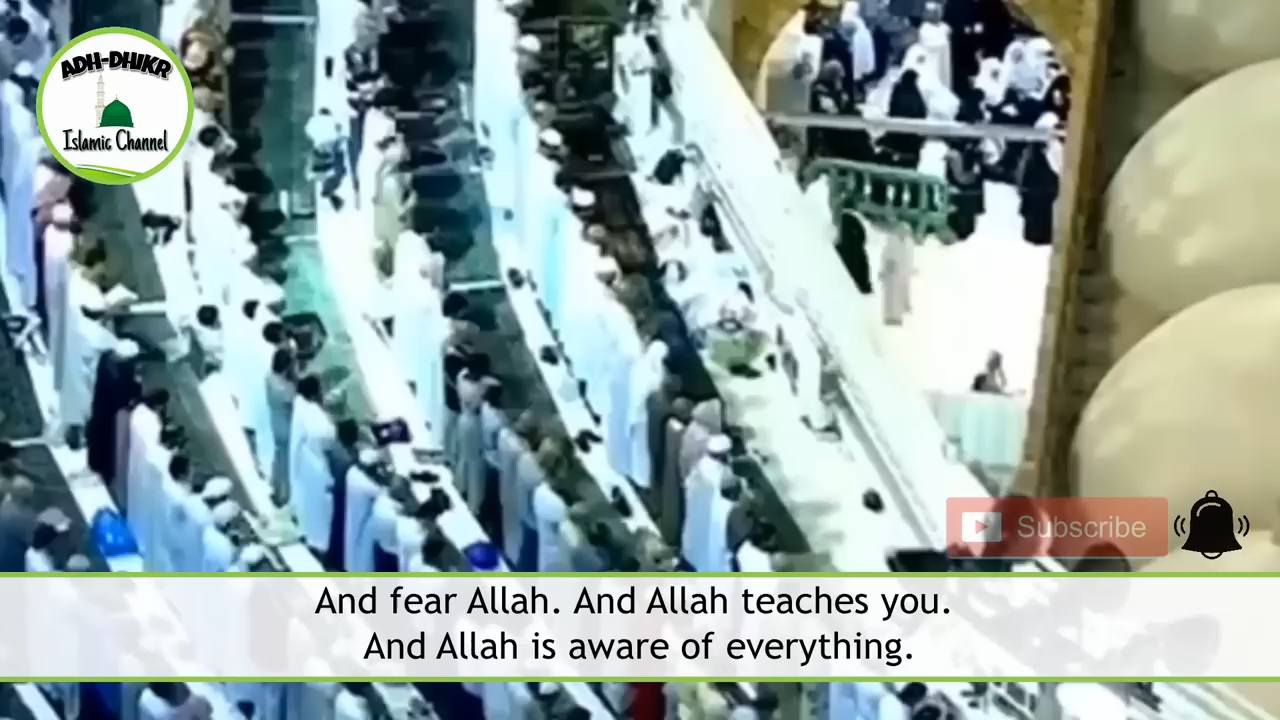 ADH-DHIKR
Islamic Channel
Subscribe
And fear Allah. And Allah teaches you.
And Allah is aware of everything.